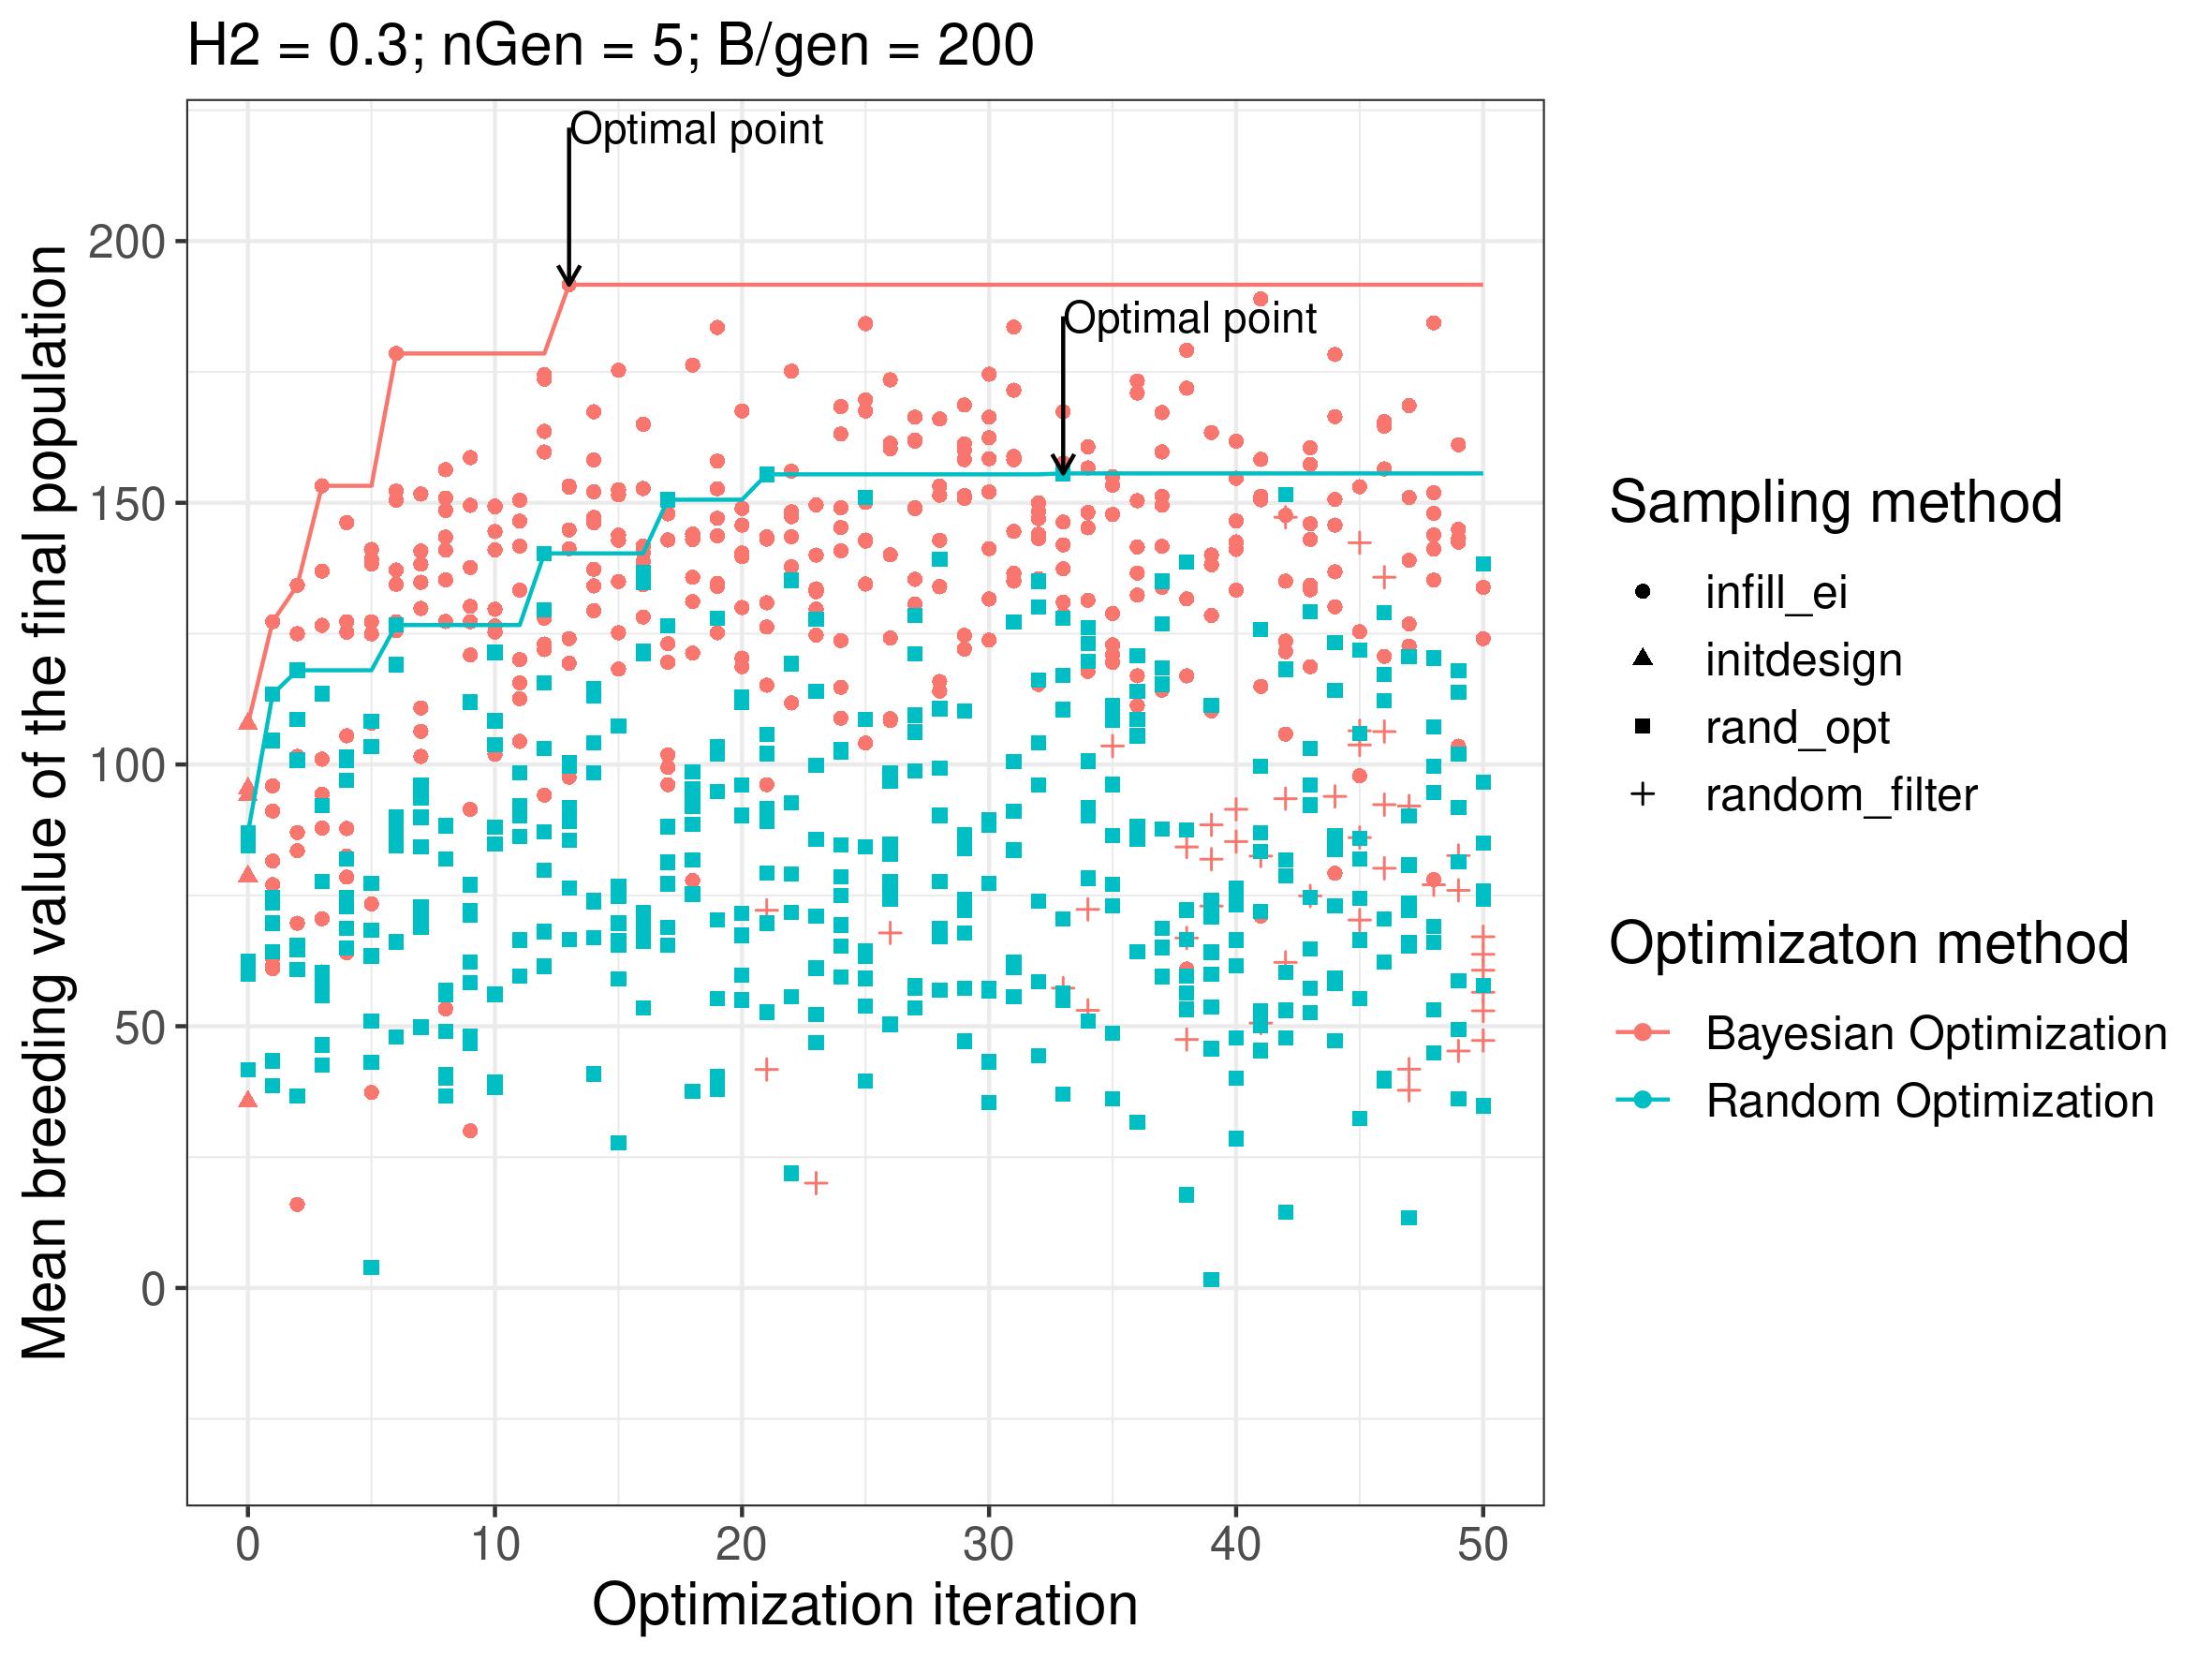 H2 = 0.3; nGen = 5; B/gen = 200
Optimal point
Optimal point
Mean breeding value of the final population
200
150
100
50
0
0 10 20 30 40 50
Optimization iteration
Sampling method
infill_ei
initdesign
rand_opt
random_filter
Optimizaton method
Bayesian Optimization
Random Optimization